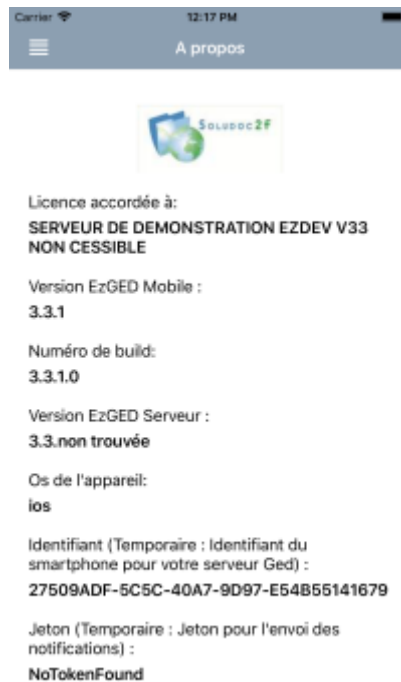 Carrier 12:17 PM
A propos
SOLUDOC2F
Licence accordée à:
SERVEUR DE DEMONSTRATION EZDEV V33
NON CESSIBLE
Version EzGED Mobile :
3.3.1
Numéro de build:
3.3.1.0
Version EzGED Serveur :
3.3.non trouvée
Os de l'appareil:
ios
Identifiant (Temporaire : Identifiant du
smartphone pour votre serveur Ged) :
27509ADF-5C5C-40A7-9D97-E54B55141679
Jeton (Temporaire : Jeton pour l'envoi des
notifications) :
NoTokenFound